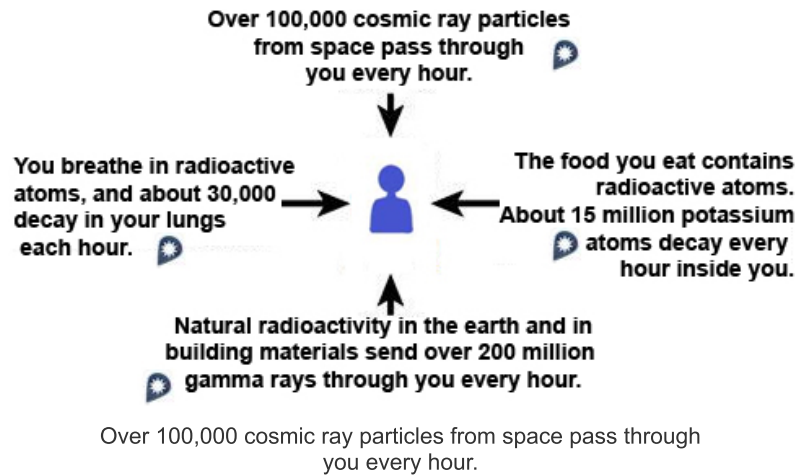 Over 100,000 cosmic ray particles
from space pass through
you every hour.
You breathe in radioactive
atoms, and about 30,000
decay in your lungs
each hour.
The food you eat contains
radioactive atoms.
About 15 million potassium
atoms decay every
hour inside you.
Natural radioactivity in the earth and in
building materials send over 200 million
gamma rays through you every hour.
Over 100,000 cosmic ray particles from space pass through
you every hour.